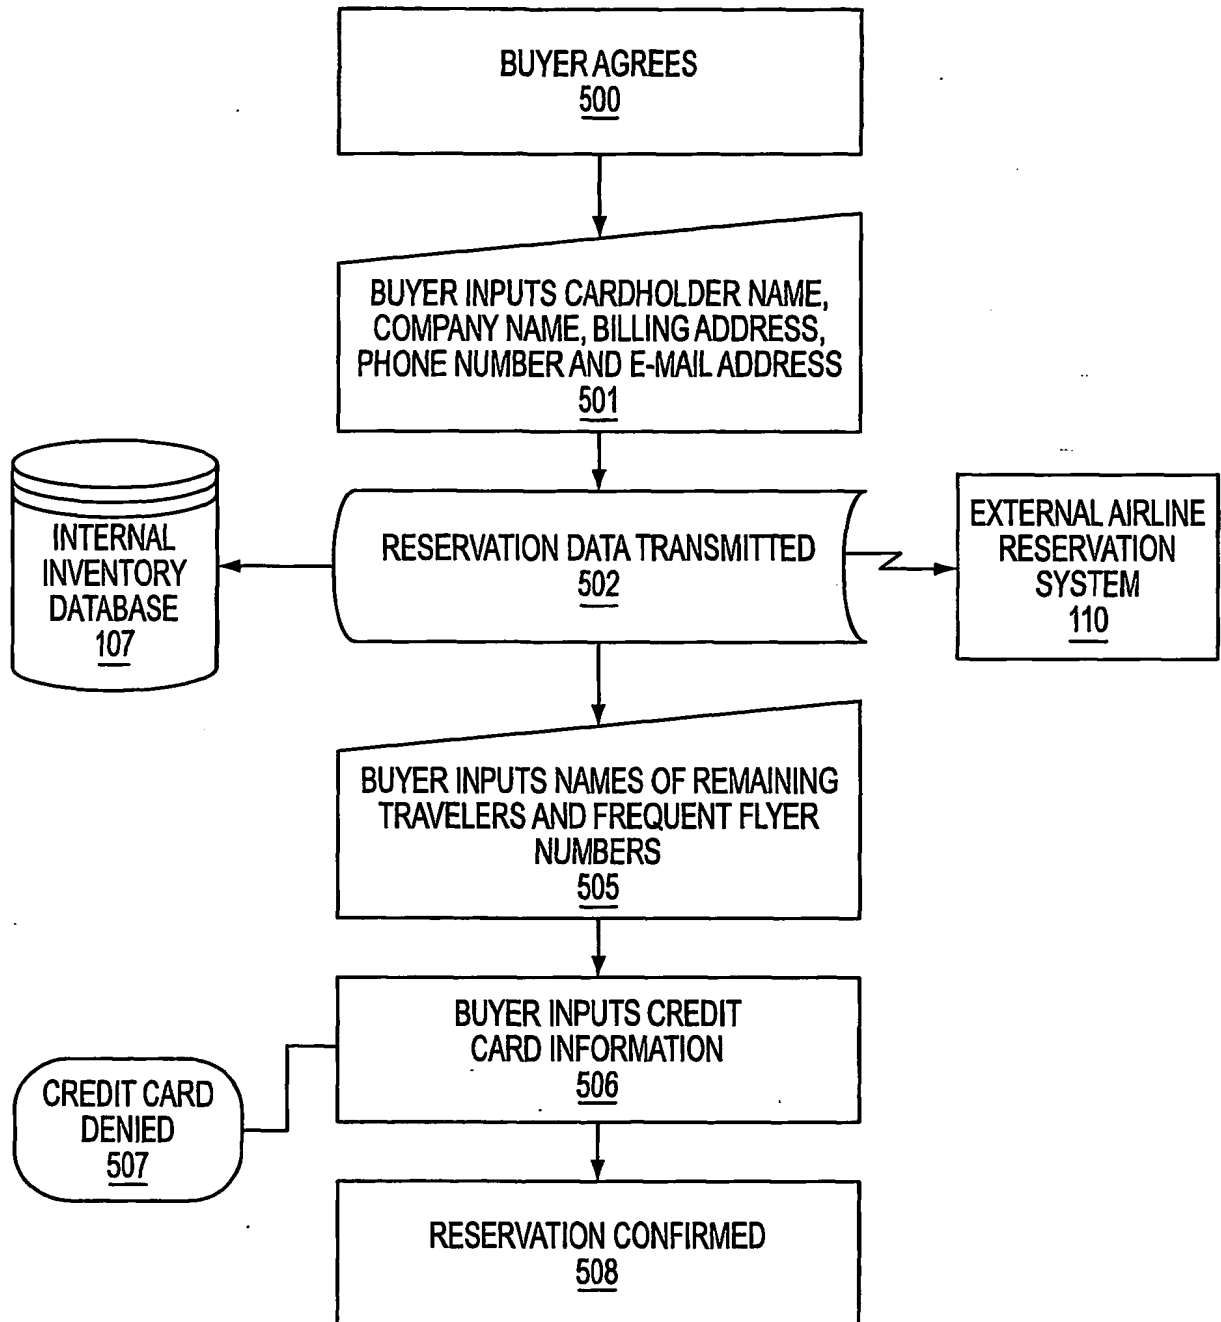 BUYER AGREES
500
BUYER INPUTS CARDHOLDER NAME,
COMPANY NAME, BILLING ADDRESS,
PHONE NUMBER AND E-MAIL ADDRESS
501
INTERNAL
INVENTORY
DATABASE
107
RESERVATION DATA TRANSMITTED
502
EXTERNAL AIRLINE
RESERVATION
SYSTEM
110
BUYER INPUTS NAMES OF REMAINING
TRAVELERS AND FREQUENT FLYER
NUMBERS
505
BUYER INPUTS CREDIT
CARD INFORMATION
506
CREDIT CARD
DENIED
507
RESERVATION CONFIRMED
508